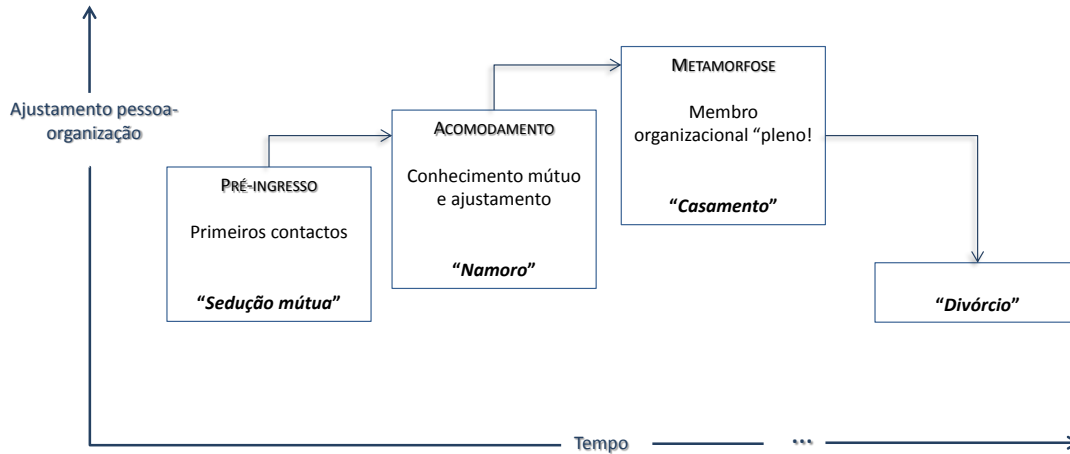 Ajustamento pessoa-
organização
PRÉ-INGRESSO
Primeiros contactos
“Sedução mútua”
ACOMODAMENTO
Conhecimento mútuo
e ajustamento
“Namoro”
METAMORFOSE
Membro
organizacional “pleno!
“Casamento”
“Divórcio”
Tempo
...